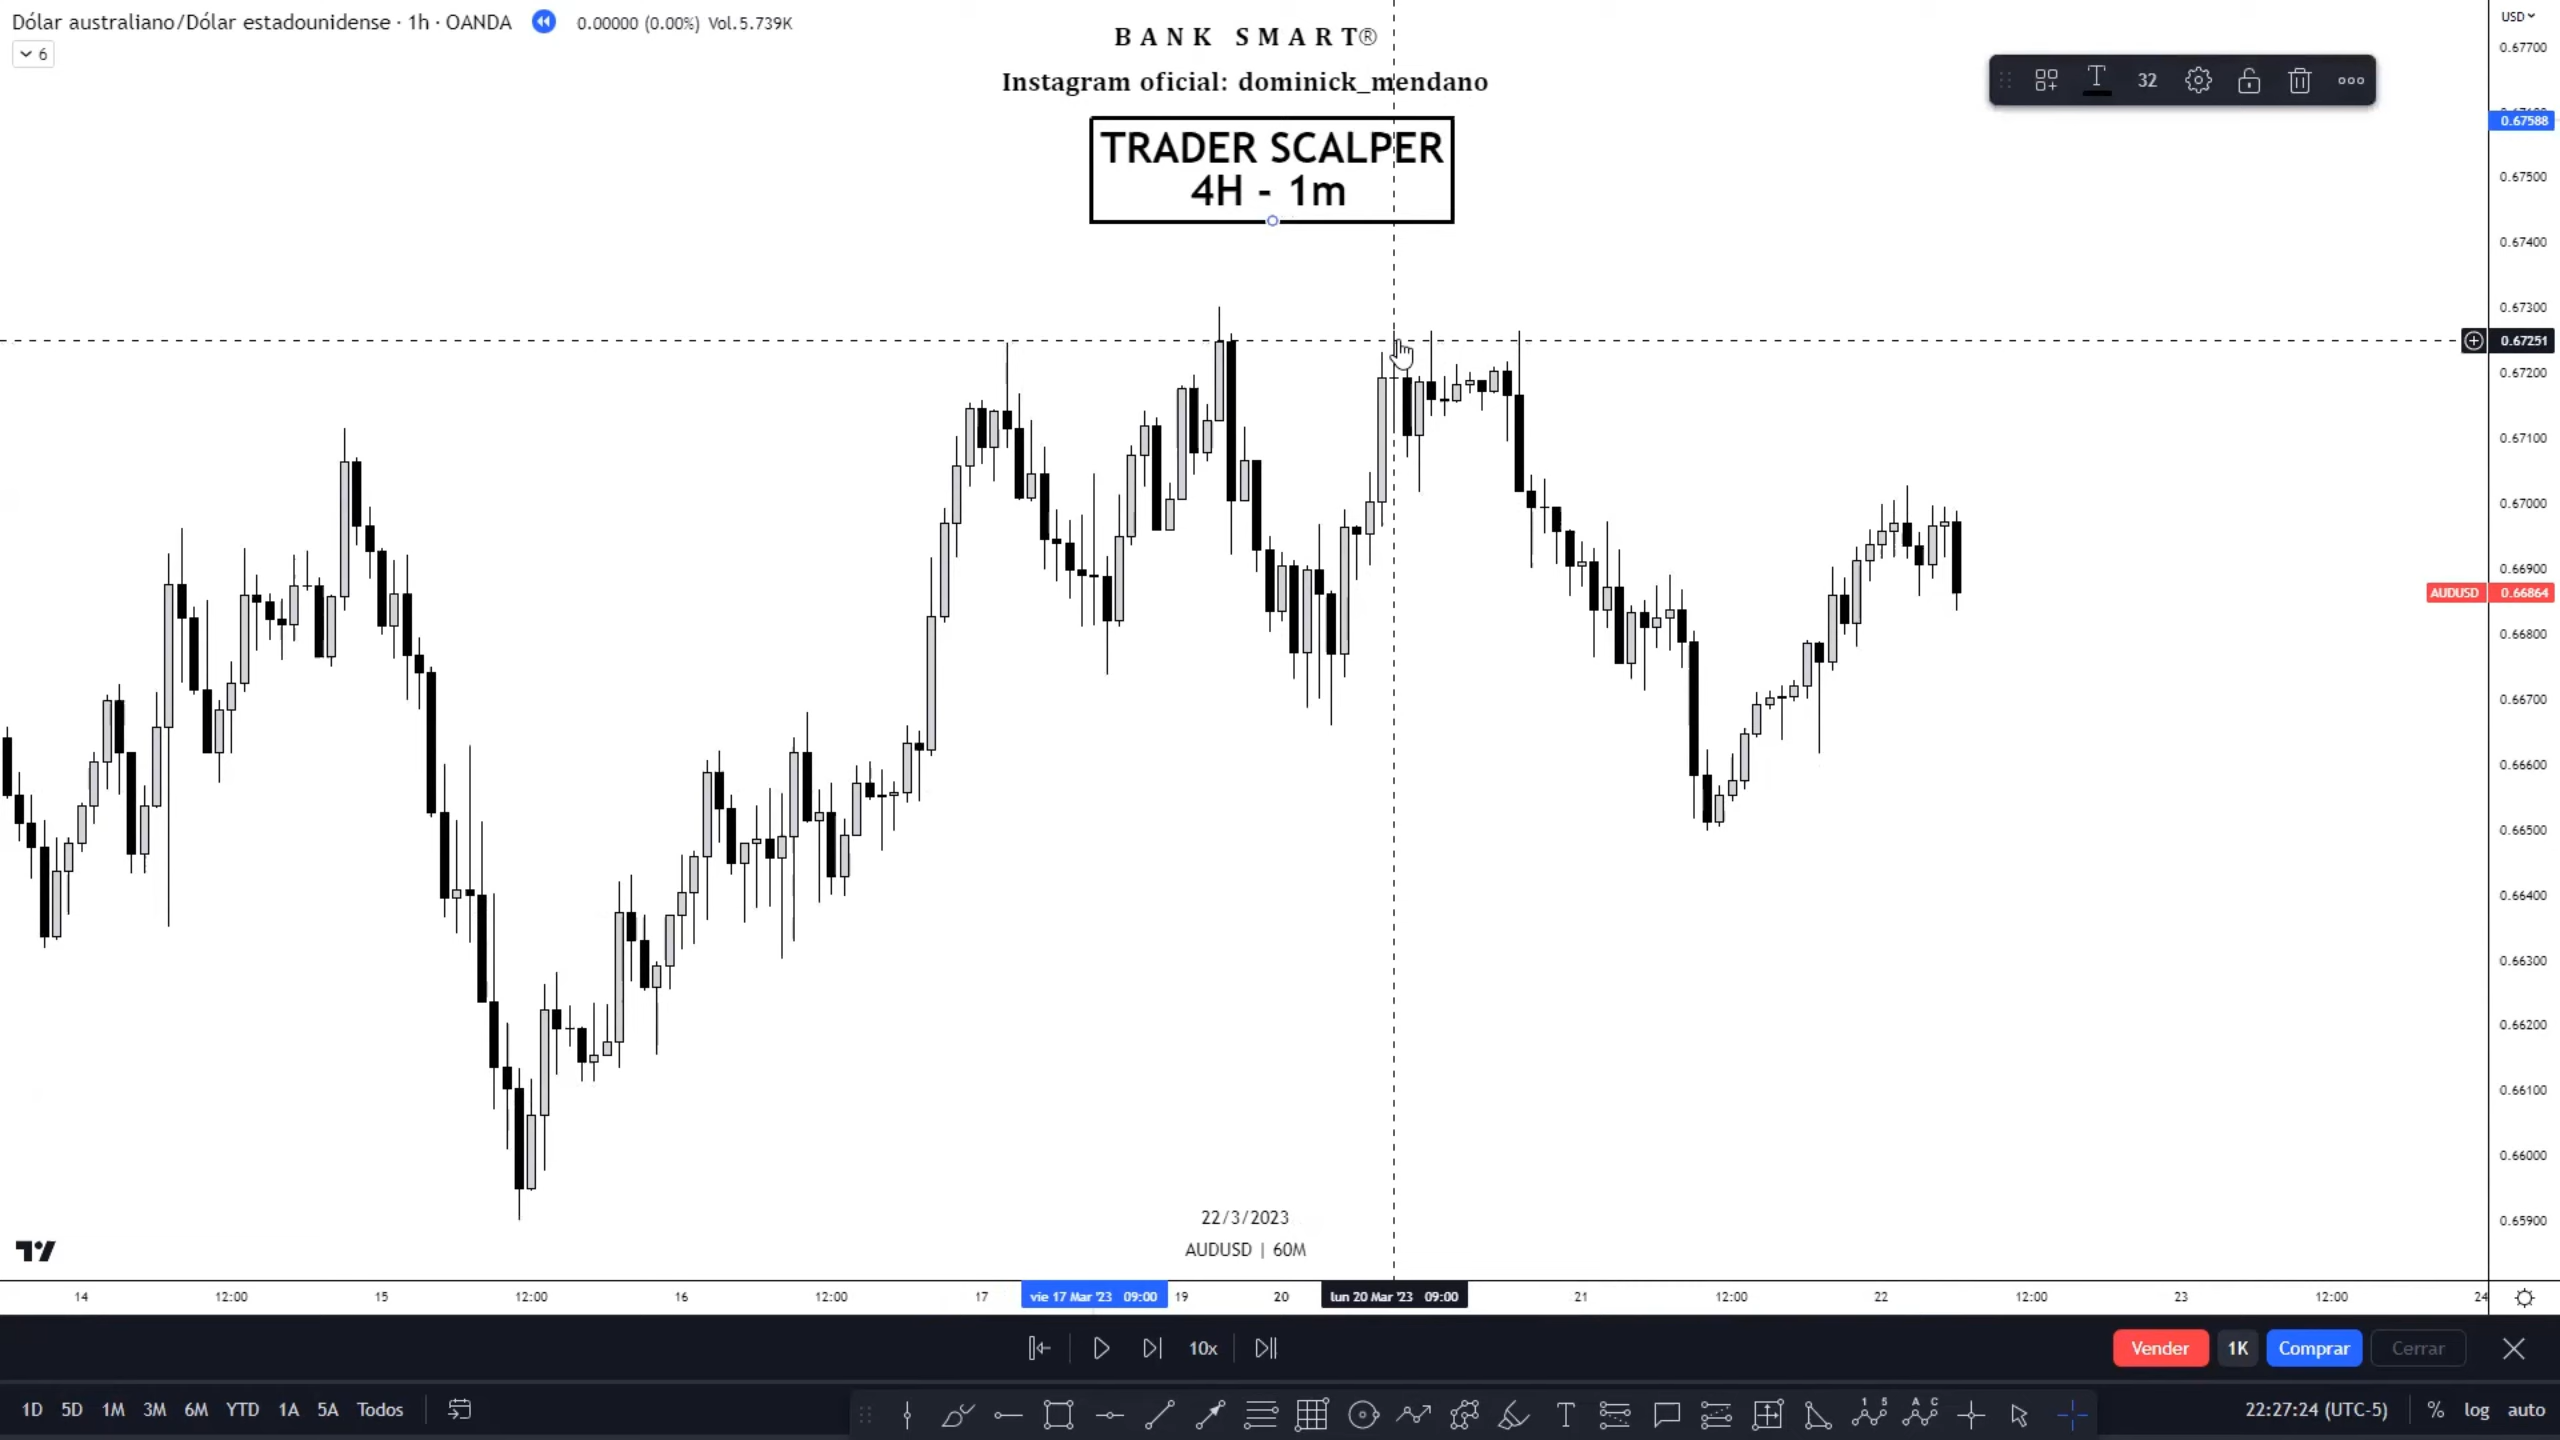 Dólar australiano/Dólar estadounidense · 1h · OANDA
0.00000 (0.00%) Vol.5.739K
6
BANK SMART®
Instagram oficial: dominick_mendano
TRADER SCALPER
4H - 1m
32
USD
0.67700
0.67588
0.67500
0.67400
0.67300
0.67251
0.67200
0.67100
0.67000
0.66900
AUDUSD 0.66864
0.66800
0.66700
0.66600
0.66500
0.66400
0.66300
0.66200
0.66100
0.66000
0.65900
22/3/2023
AUDUSD | 60M
14 12:00 15 12:00 16 12:00 17 vie 17 Mar '23 09:00 19 20 lun 20 Mar '23 09:00 21 12:00 22 12:00 23 12:00 24
10x
Vender 1K Comprar Cerrar
1D 5D 1M 3M 6M YTD 1A 5A Todos
22:27:24 (UTC-5) % log auto